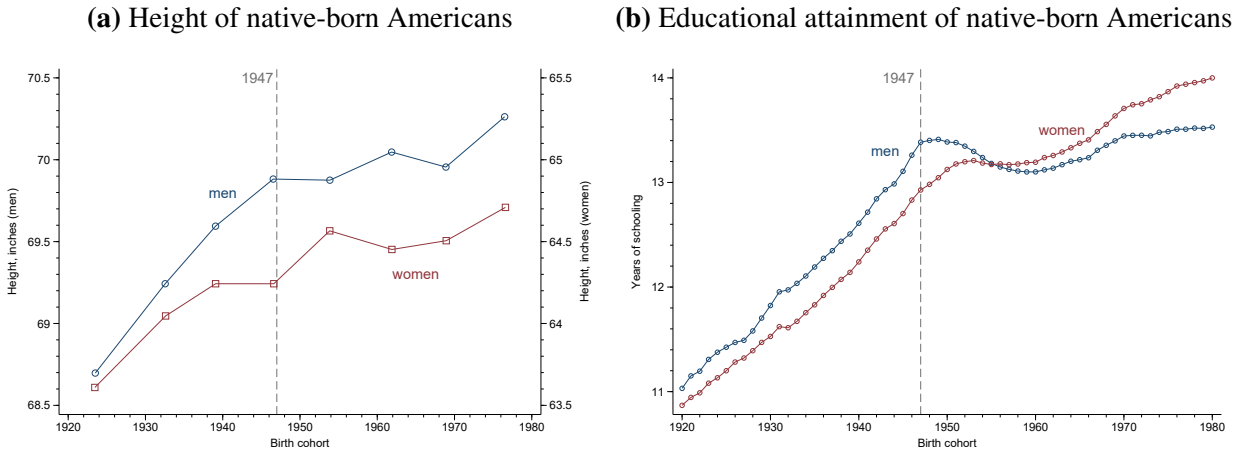 (a) Height of native-born Americans
70.5
70
69.5
69
68.5
Height, inches (men)
1947
men
women
65.5
65
64.5
64
63.5
Height, inches (women)
1920
1930
1940
1950
1960
1970
1980
Birth cohort
(b) Educational attainment of native-born Americans
14
13
12
11
Years of schooling
1947
men
women
1920
1930
1940
1950
1960
1970
1980
Birth cohort